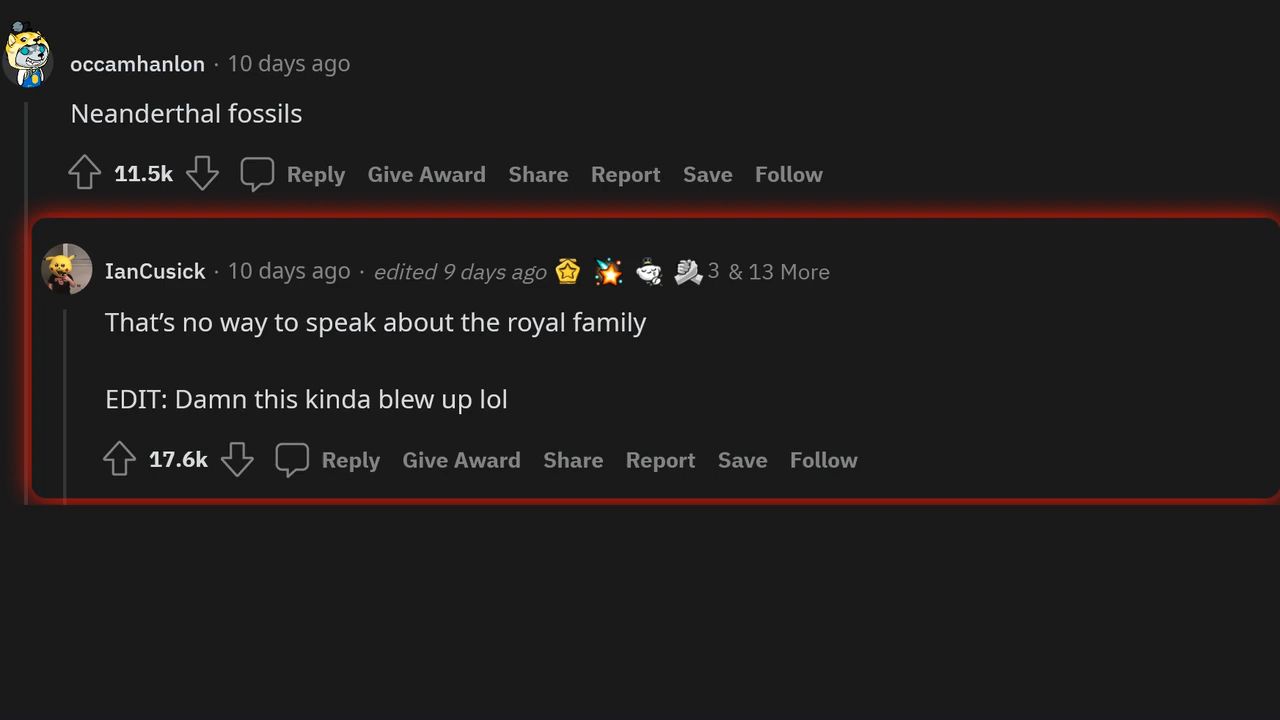 occamhanlon · 10 days ago
Neanderthal fossils
11.5k Reply Give Award Share Report Save Follow
IanCusick · 10 days ago · edited 9 days ago 3 & 13 More
That’s no way to speak about the royal family
EDIT: Damn this kinda blew up lol
17.6k Reply Give Award Share Report Save Follow